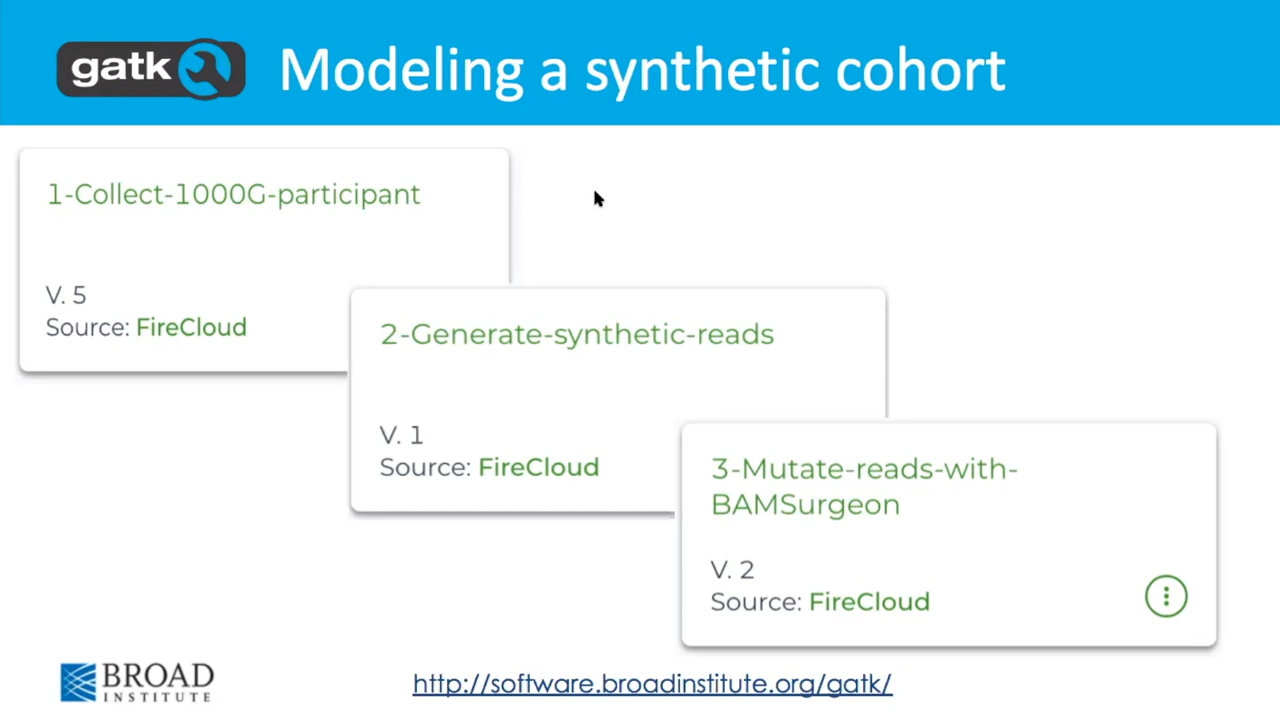 gatk
Modeling a synthetic cohort
1-Collect-1000G-participant
V. 5
Source: FireCloud
2-Generate-synthetic-reads
V. 1
Source: FireCloud
3-Mutate-reads-with-
BAMSurgeon
V. 2
Source: FireCloud
BROAD
INSTITUTE
http://software.broadinstitute.org/gatk/